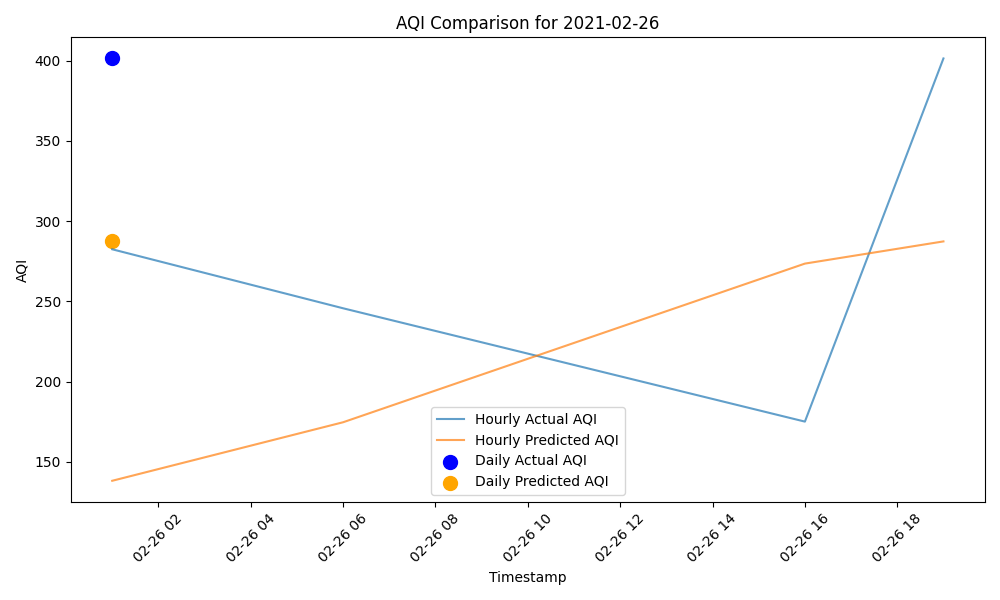 AQI Comparison for 2021-02-26
AQI
400
350
300
250
200
150
Hourly Actual AQI
Hourly Predicted AQI
Daily Actual AQI
Daily Predicted AQI
02-26 02
02-26 04
02-26 06
02-26 08
02-26 10
02-26 12
02-26 14
02-26 16
02-26 18
Timestamp